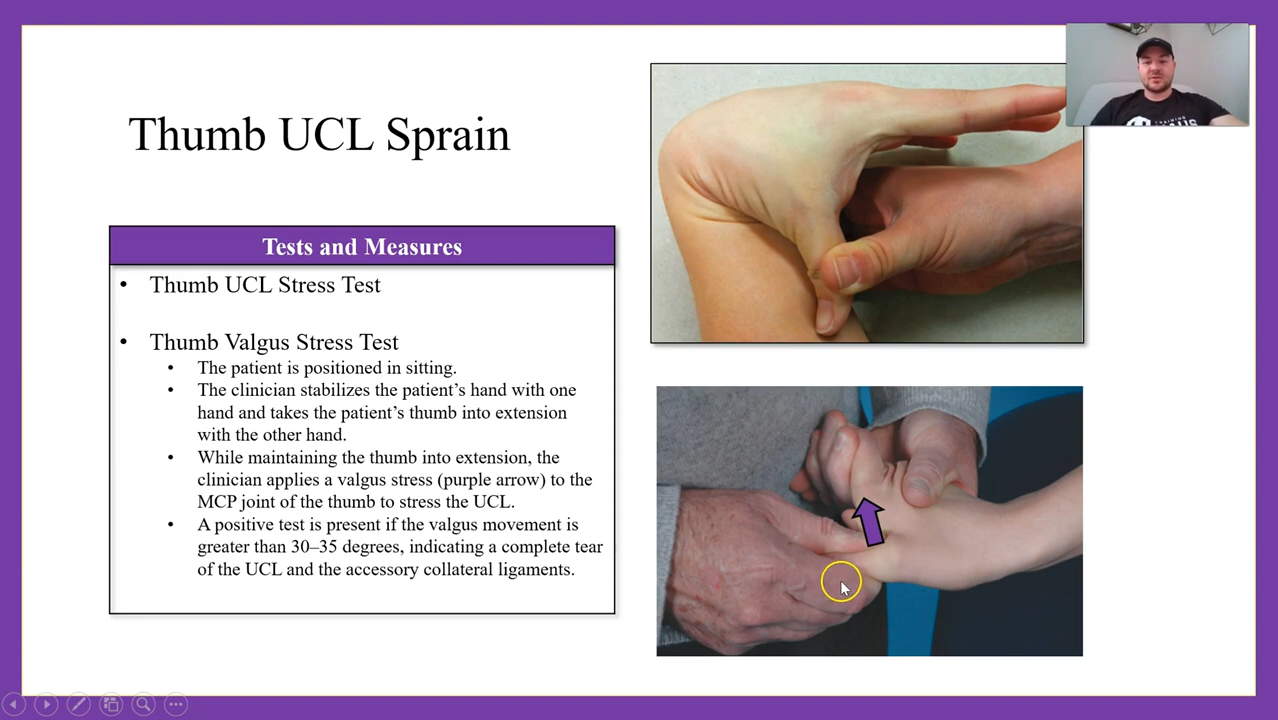 Thumb UCL Sprain
Tests and Measures
• Thumb UCL Stress Test
• Thumb Valgus Stress Test
• The patient is positioned in sitting.
• The clinician stabilizes the patient’s hand with one
hand and takes the patient’s thumb into extension
with the other hand.
• While maintaining the thumb into extension, the
clinician applies a valgus stress (purple arrow) to the
MCP joint of the thumb to stress the UCL.
• A positive test is present if the valgus movement is
greater than 30–35 degrees, indicating a complete tear
of the UCL and the accessory collateral ligaments.